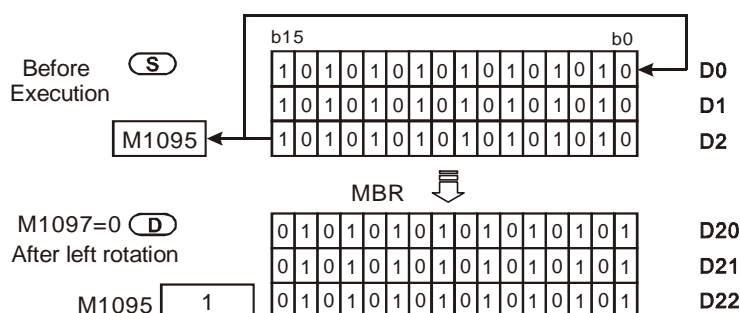 b15 b0
Before S 1 0 1 0 1 0 1 0 1 0 1 0 1 0 1 0 D0
Execution 1 0 1 0 1 0 1 0 1 0 1 0 1 0 1 0 D1
M1095 1 0 1 0 1 0 1 0 1 0 1 0 1 0 1 0 D2
MBR
M1097=0 D 0 1 0 1 0 1 0 1 0 1 0 1 0 1 0 1 D20
After left rotation 0 1 0 1 0 1 0 1 0 1 0 1 0 1 0 1 D21
M1095 1 0 1 0 1 0 1 0 1 0 1 0 1 0 1 0 1 D22